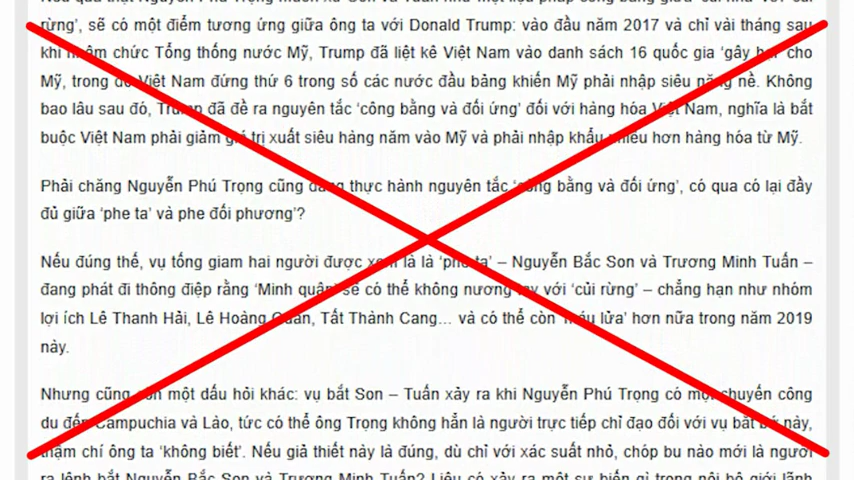 rừng’, sẽ có một điểm tương ứng giữa ông ta với Donald Trump: vào đầu năm 2017 và chỉ vài tháng sau
khi nhậm chức Tổng thống nước Mỹ, Trump đã liệt kê Việt Nam vào danh sách 16 quốc gia ‘gây hại’ cho
Mỹ, trong đó Việt Nam đứng thứ 6 trong số các nước đầu bảng khiến Mỹ phải nhập siêu nặng nề. Không
bao lâu sau đó, Trump đã đề ra nguyên tắc ‘công bằng và đối ứng’ đối với hàng hóa Việt Nam, nghĩa là bắt
buộc Việt Nam phải giảm giá trị xuất siêu hàng năm vào Mỹ và phải nhập khẩu nhiều hơn hàng hóa từ Mỹ.
Phải chăng Nguyễn Phú Trọng cũng đang thực hành nguyên tắc ‘công bằng và đối ứng’, có qua có lại đầy
đủ giữa ‘phe ta’ và phe đối phương’?
Nếu đúng thế, vụ tống giam hai người được xem là là ‘phe ta’ – Nguyễn Bắc Son và Trương Minh Tuấn –
đang phát đi thông điệp rằng ‘Minh quân’ sẽ có thể không nương tay với ‘củi rừng’ – chẳng hạn như nhóm
lợi ích Lê Thanh Hải, Lê Hoàng Quân, Tất Thành Cang... và có thể còn ‘máu lửa’ hơn nữa trong năm 2019
này.
Nhưng cũng còn một dấu hỏi khác: vụ bắt Son – Tuấn xảy ra khi Nguyễn Phú Trọng có một chuyến công
du đến Campuchia và Lào, tức có thể ông Trọng không hẳn là người trực tiếp chỉ đạo đối với vụ bắt bớ này,
thậm chí ông ta ‘không biết’. Nếu giả thiết này là đúng, dù chỉ với xác suất nhỏ, chóp bu nào mới là người
ra lệnh bắt Nguyễn Bắc Son và Trương Minh Tuấn? Liệu có xảy ra một sự biến gì trong nội bộ giới lãnh